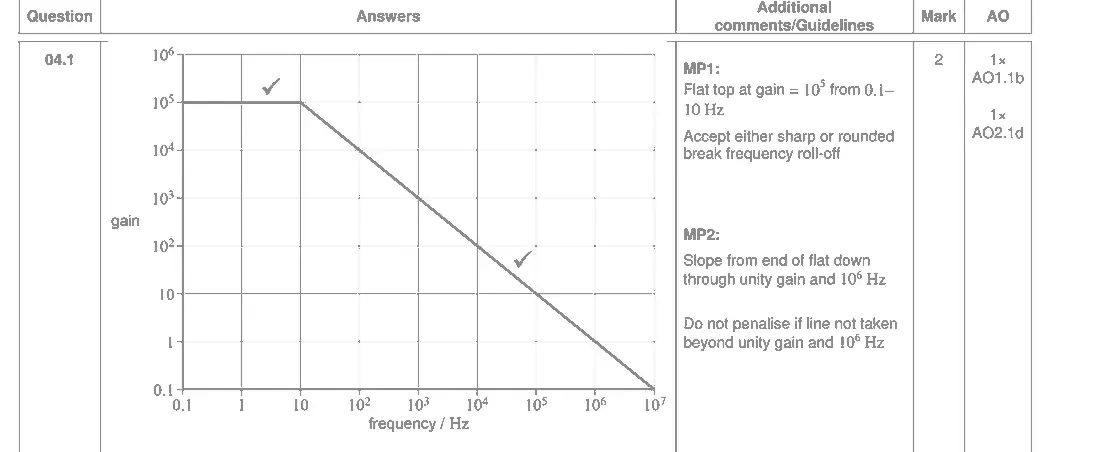 Question Answers Additional comments/Guidelines Mark AO
04.1
10⁶
10⁵
10⁴
10³
gain
10²
10
1
0.1
0.1 1 10 10² 10³ 10⁴ 10⁵ 10⁶ 10⁷
frequency / Hz
MP1:
Flat top at gain = 10⁵ from 0.1–
10 Hz
Accept either sharp or rounded
break frequency roll-off
MP2:
Slope from end of flat down
through unity gain and 10⁶ Hz
Do not penalise if line not taken
beyond unity gain and 10⁶ Hz
2
1×
AO1.1b
1×
AO2.1d